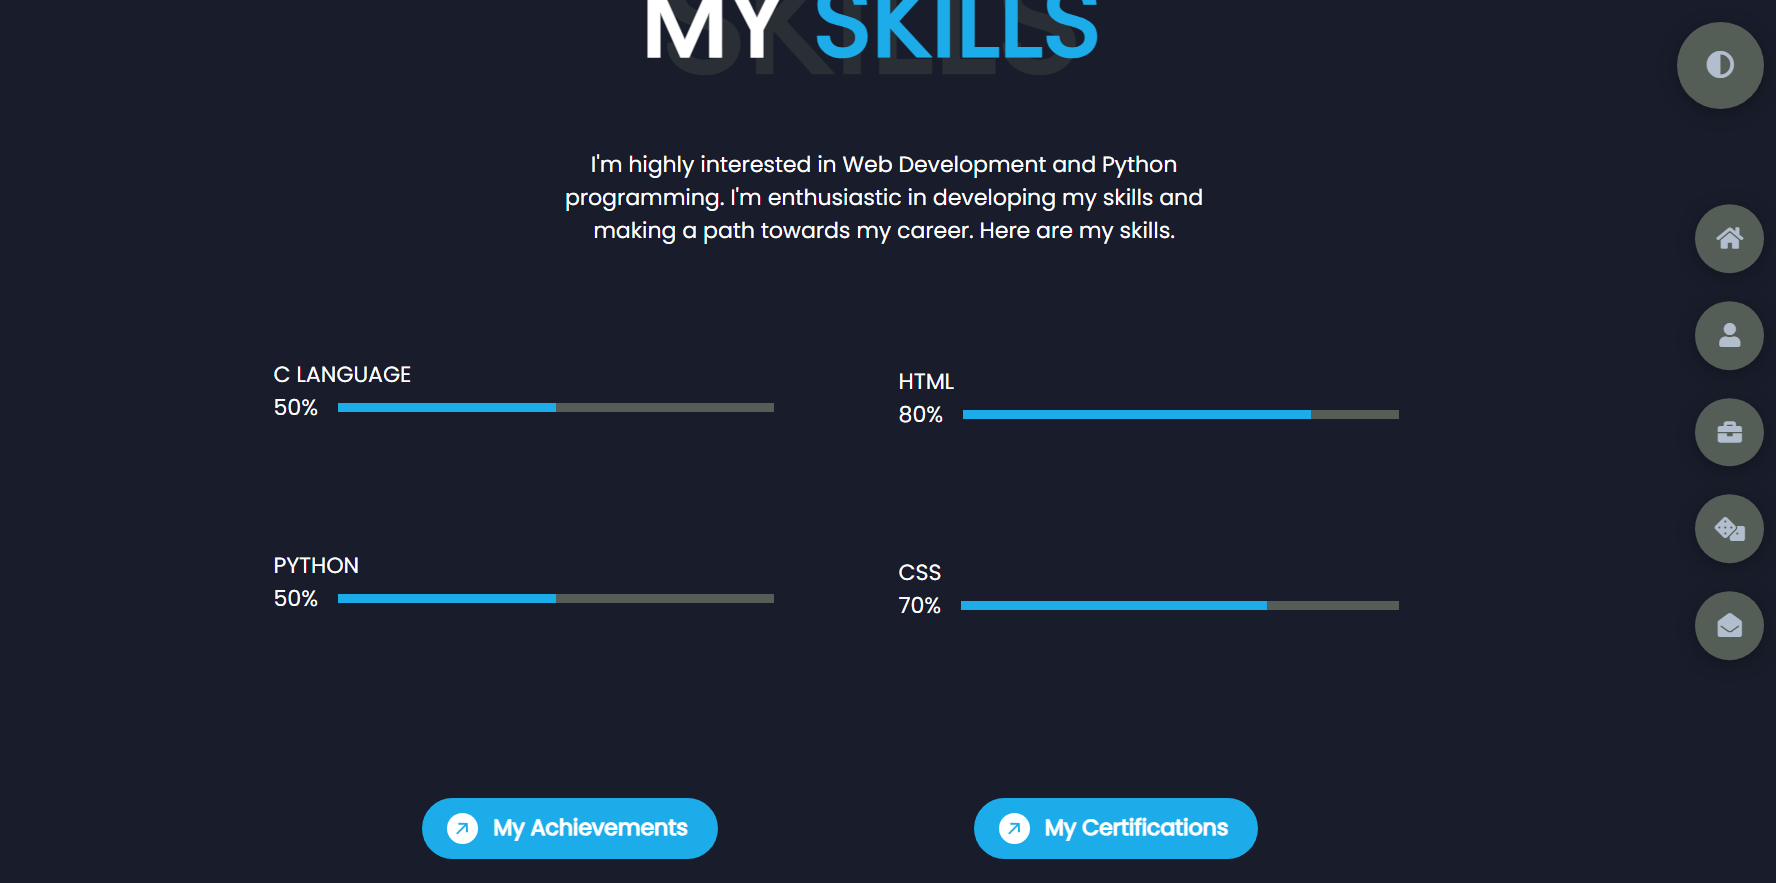 SKILLS
MY SKILLS
I'm highly interested in Web Development and Python
programming. I'm enthusiastic in developing my skills and
making a path towards my career. Here are my skills.
C LANGUAGE
50%
HTML
80%
PYTHON
50%
CSS
70%
My Achievements
My Certifications